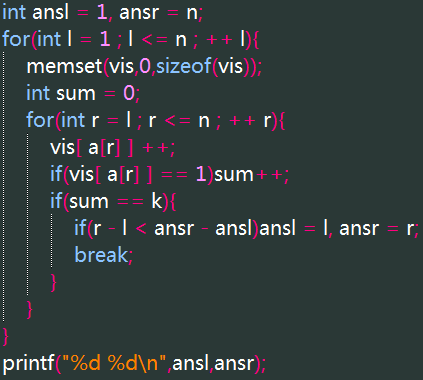 int ansl = 1, ansr = n;
for(int l = 1 ; l <= n ; ++ l){
    memset(vis,0,sizeof(vis));
    int sum = 0;
    for(int r = l ; r <= n ; ++ r){
        vis[ a[r] ] ++;
        if(vis[ a[r] ] == 1)sum++;
        if(sum == k){
            if(r - l < ansr - ansl)ansl = l, ansr = r;
            break;
        }
    }
}
printf("%d %d\n",ansl,ansr);